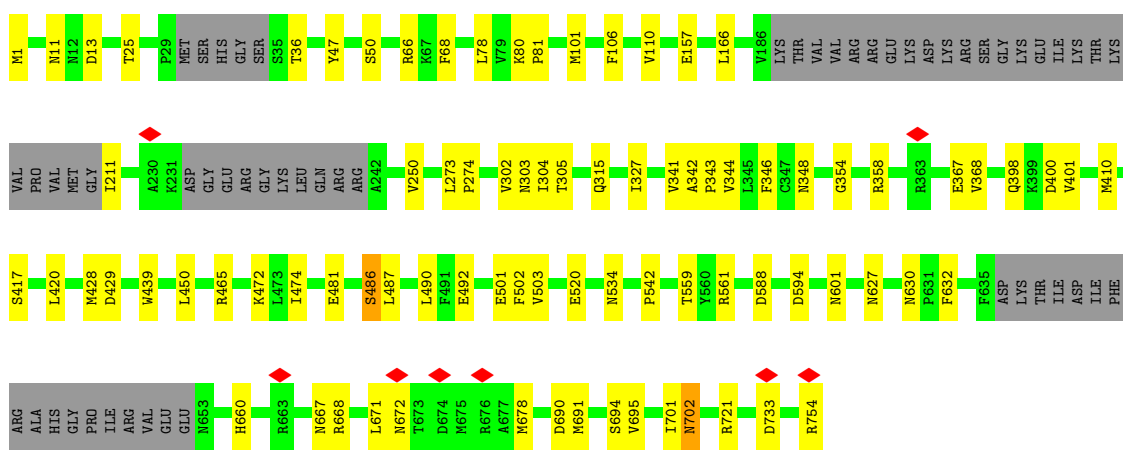 M1 N11 N12 D13 T25 P29 MET SER HIS GLY SER S35 T36 Y47 S50 R66 K67 F68 L78 V79 K80 P81 M101 F106 V110 E157 L166 V186 LYS THR VAL VAL ARG ARG GLU LYS ASP LYS ARG SER GLY LYS GLU ILE LYS THR LYS
VAL PRO VAL MET GLY I211 A230 K231 ASP GLY GLU ARG GLY LYS LEU GLN ARG ARG A242 V250 L273 P274 V302 N303 I304 T305 Q315 I327 V341 A342 P343 V344 L345 F346 C347 N348 G354 R358 R363 E367 V368 Q398 K399 D400 V401 M410
S417 L420 M428 D429 W439 L450 R465 K472 L473 I474 E481 S486 L487 L490 F491 E492 E501 F502 V503 E520 N534 P542 T559 Y560 R561 D588 D594 N601 N627 N630 P631 F632 F635 ASP LYS THR ILE ASP ILE PHE
ARG ALA HIS GLY PRO ILE ARG VAL GLU GLU N653 H660 R663 N667 R668 L671 N672 T673 D674 M675 R676 A677 M678 D690 M691 S694 V695 I701 N702 R721 D733 R754